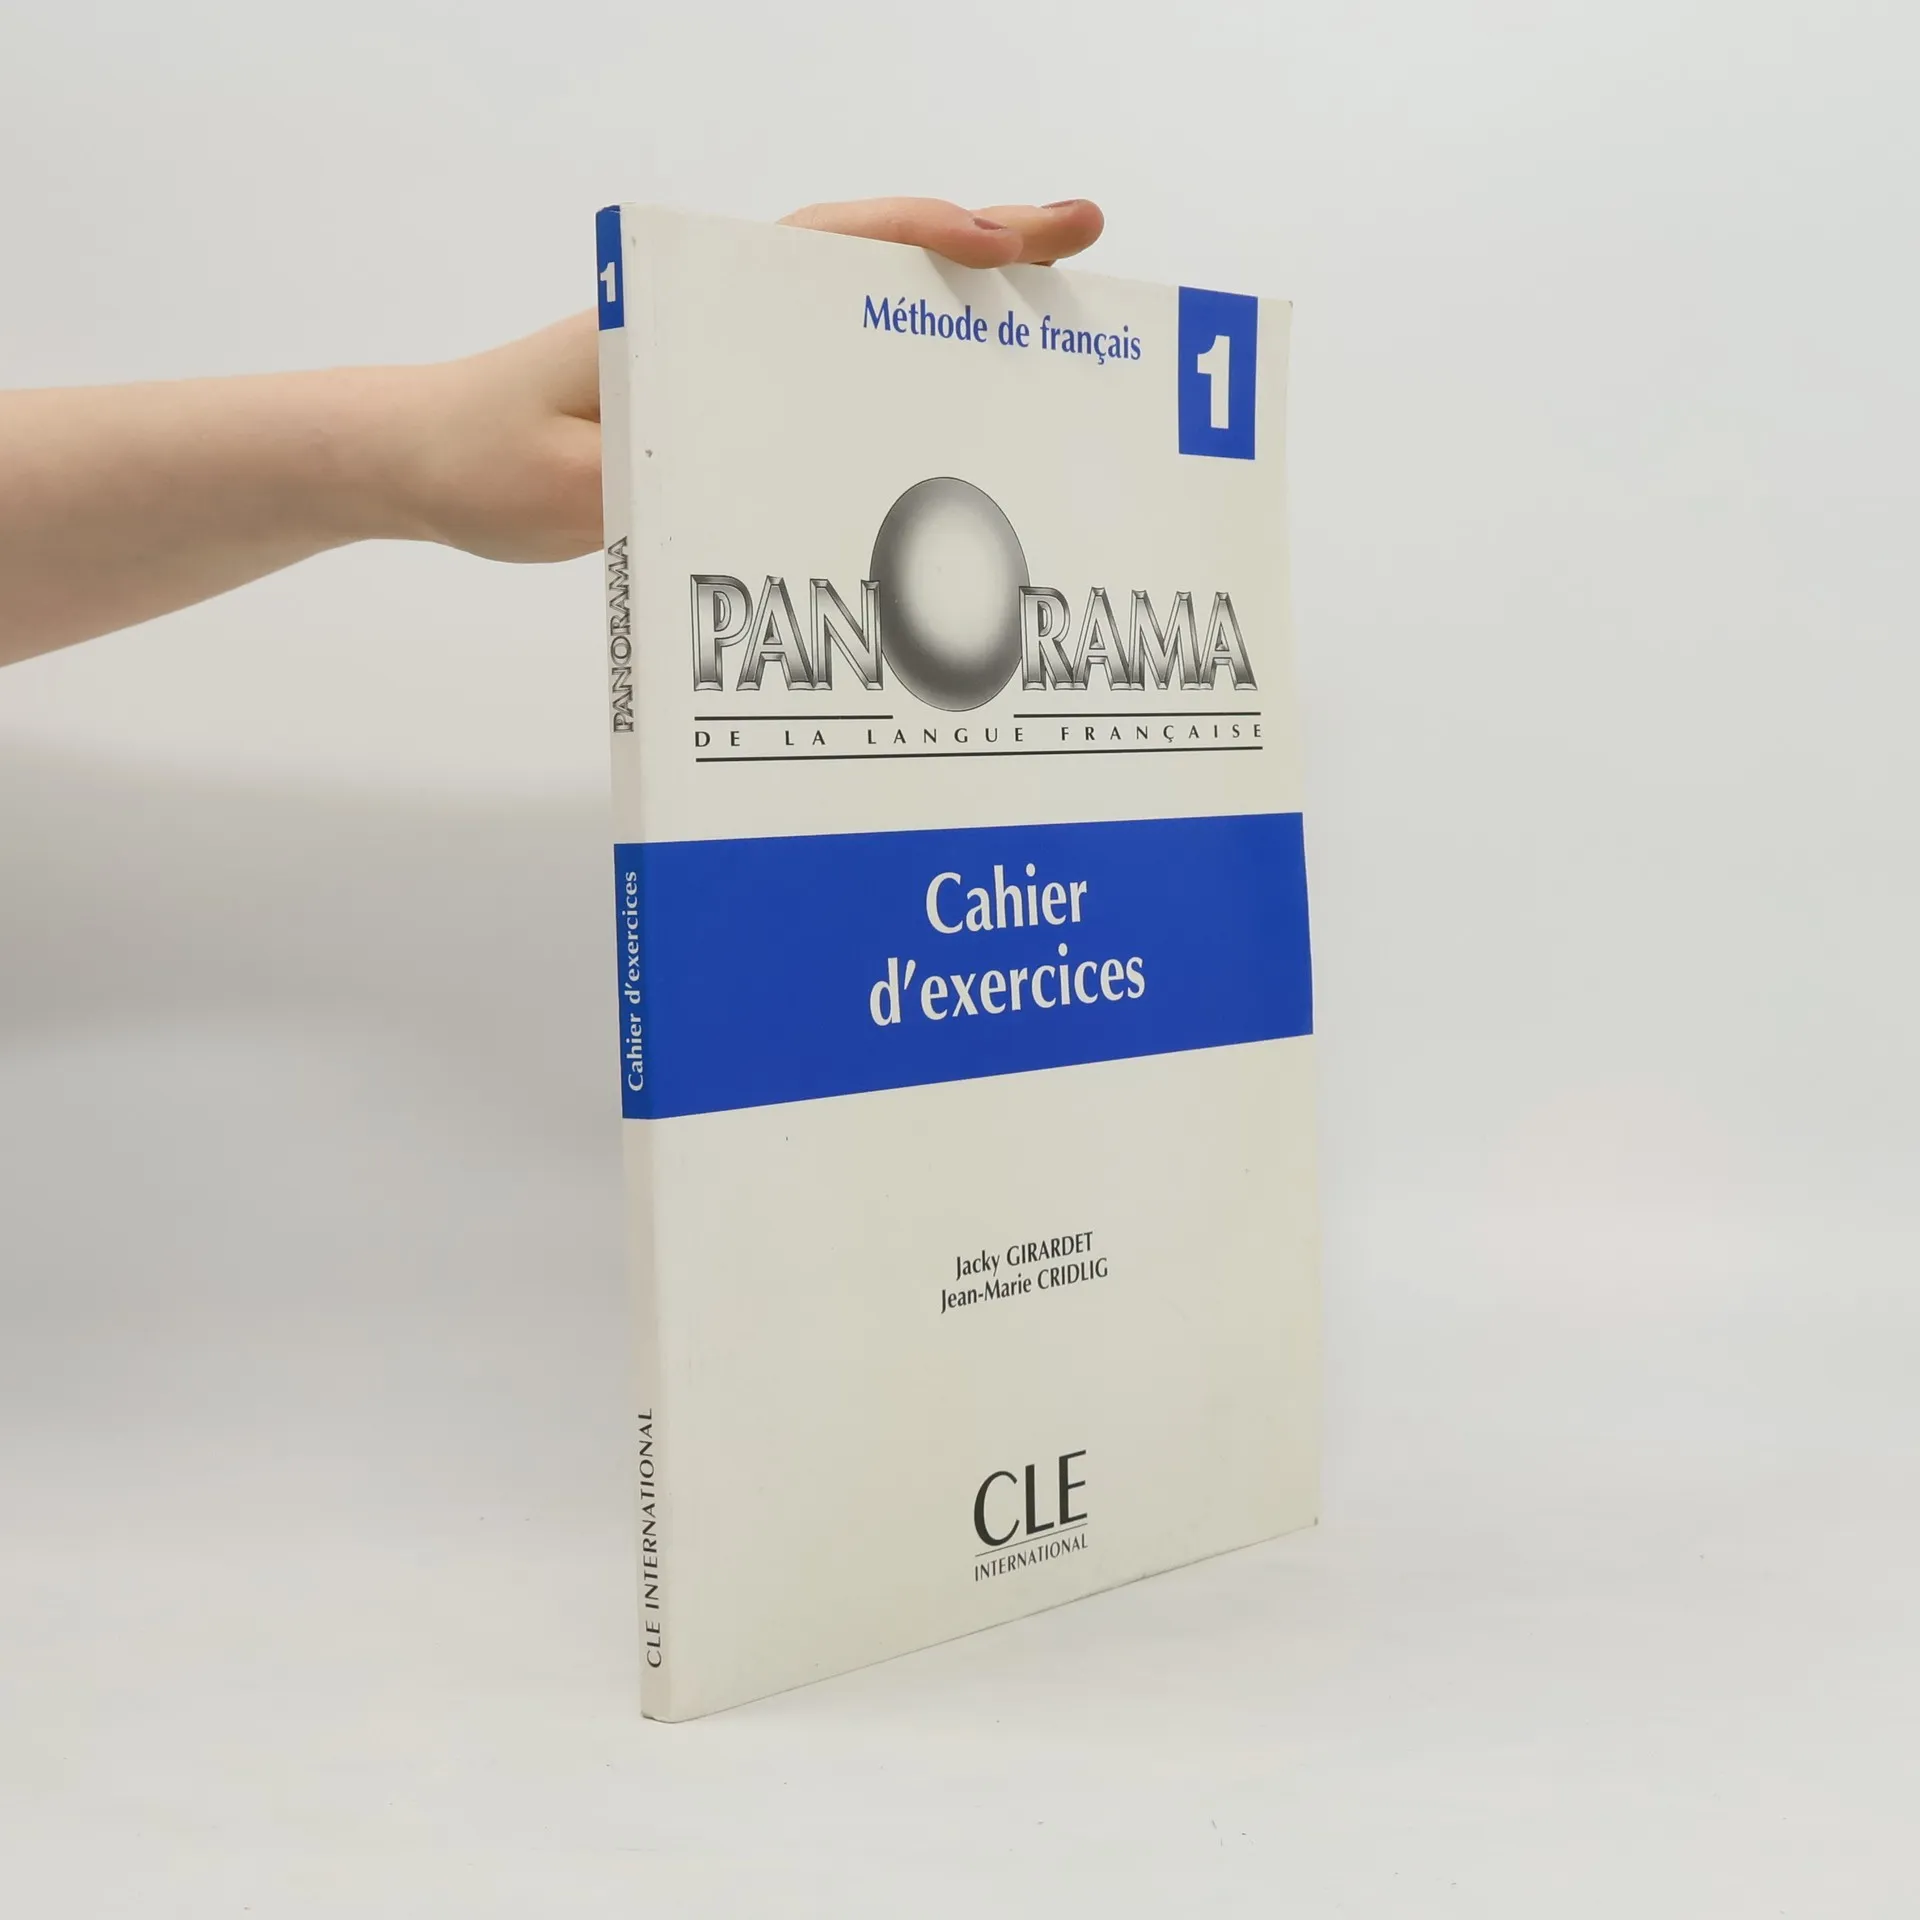 1
PANORAMA
Cahier d'exercices
CLE INTERNATIONAL
Méthode de français
1
PANORAMA
DE LA LANGUE FRANÇAISE
Cahier
d'exercices
Jacky GIRARDET
Jean-Marie CRIDLIG
CLE
INTERNATIONAL